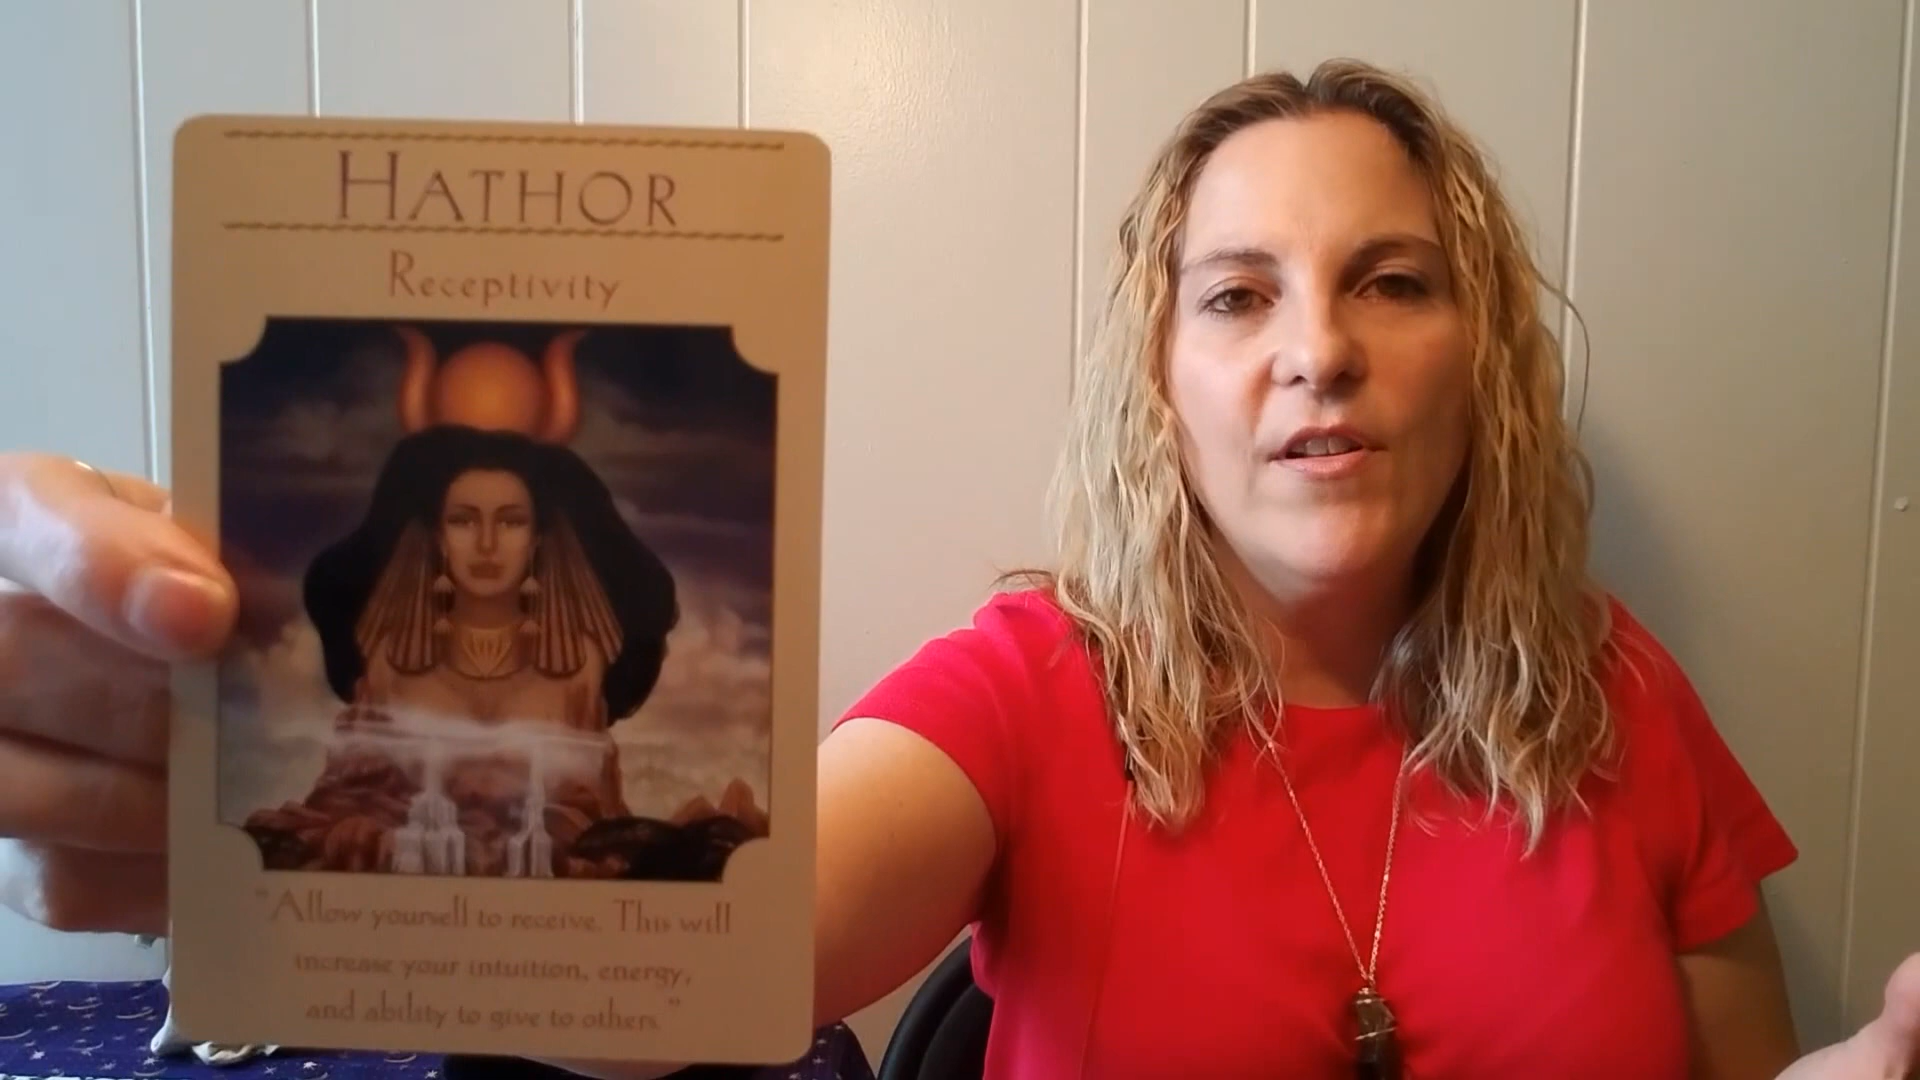 HATHOR
Receptivity
"Allow yourself to receive. This will
increase your intuition, energy,
and ability to give to others."